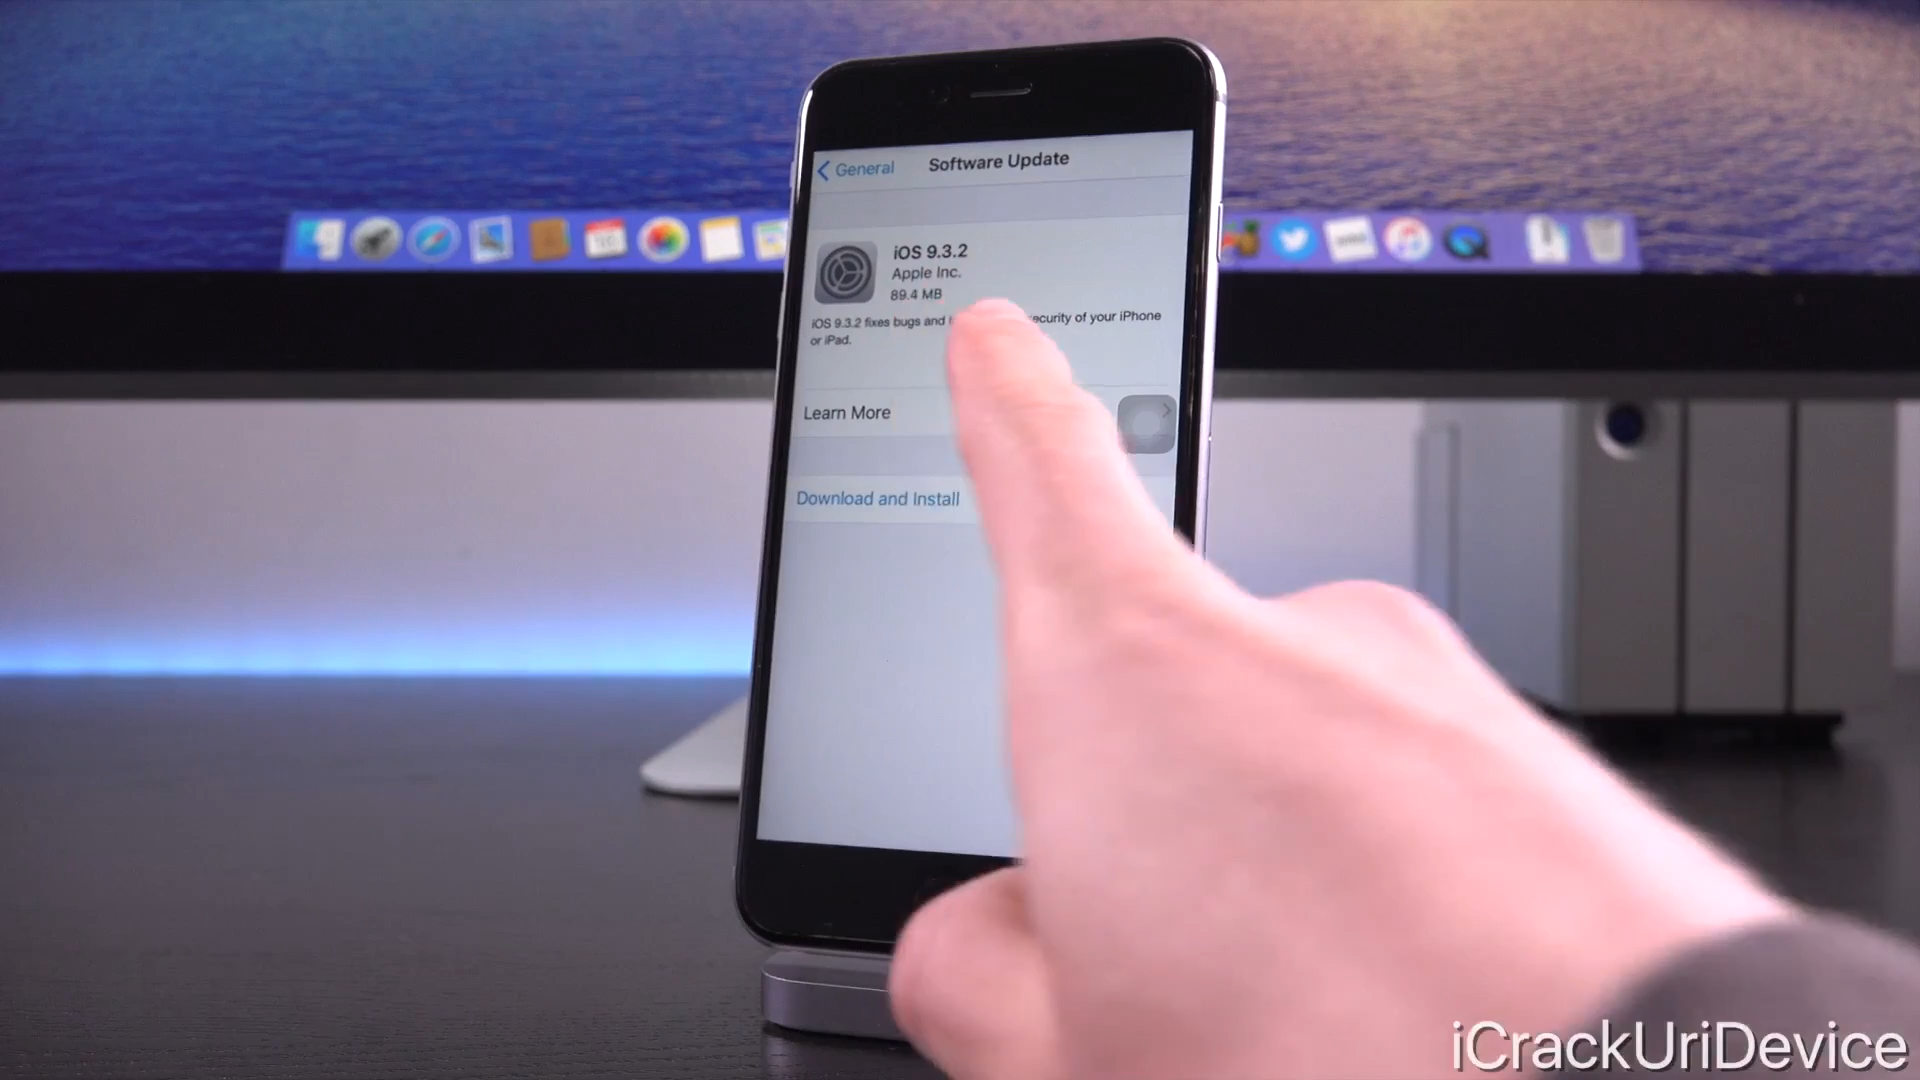 General
Software Update
iOS 9.3.2
Apple Inc.
89.4 MB
iOS 9.3.2 fixes bugs and ecurity of your iPhone
or iPad.
Learn More
Download and Install
iCrackUriDevice